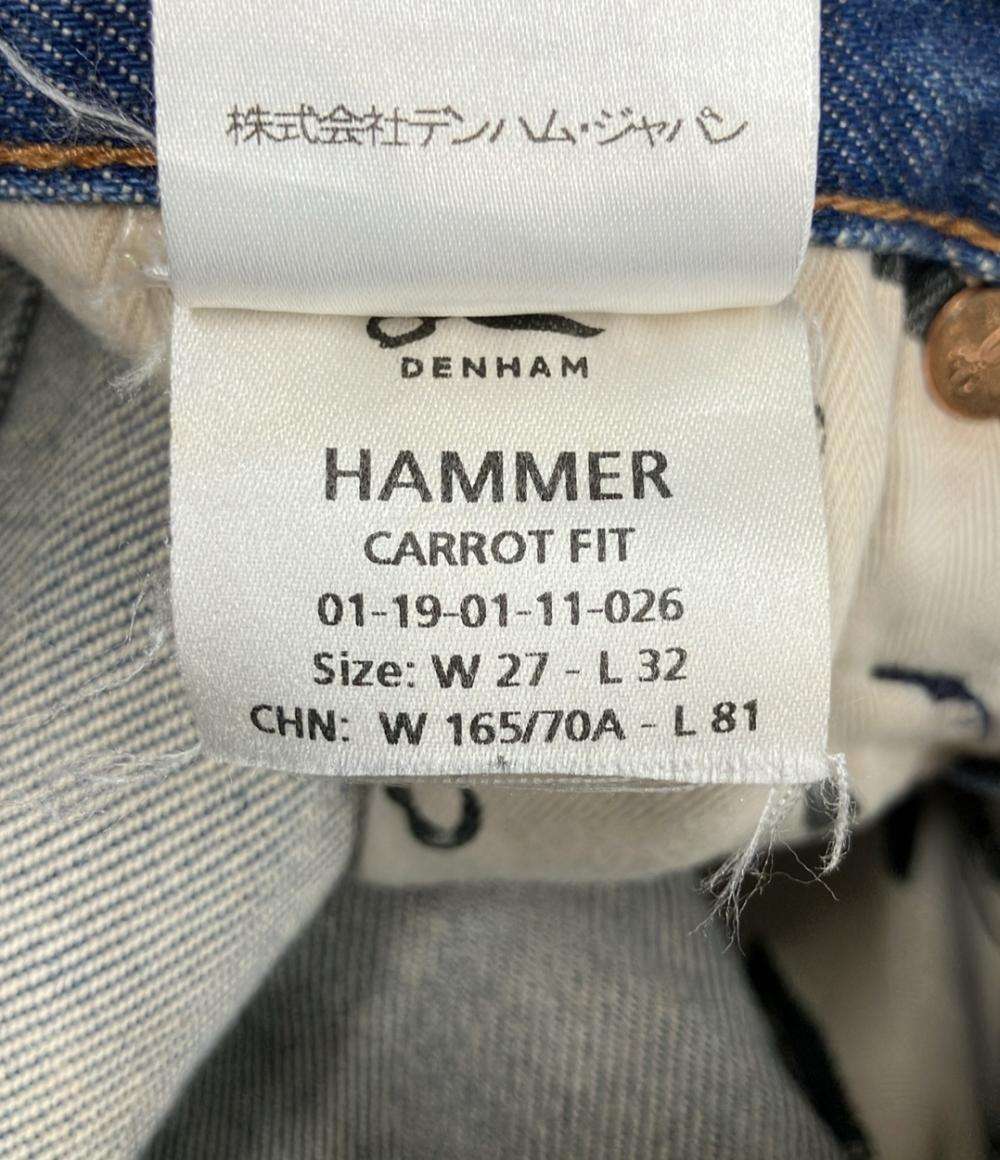 株式会社デンハム・ジャパン
DENHAM
HAMMER
CARROT FIT
01-19-01-11-026
Size: W 27 - L 32
CHN: W 165/70A - L 81